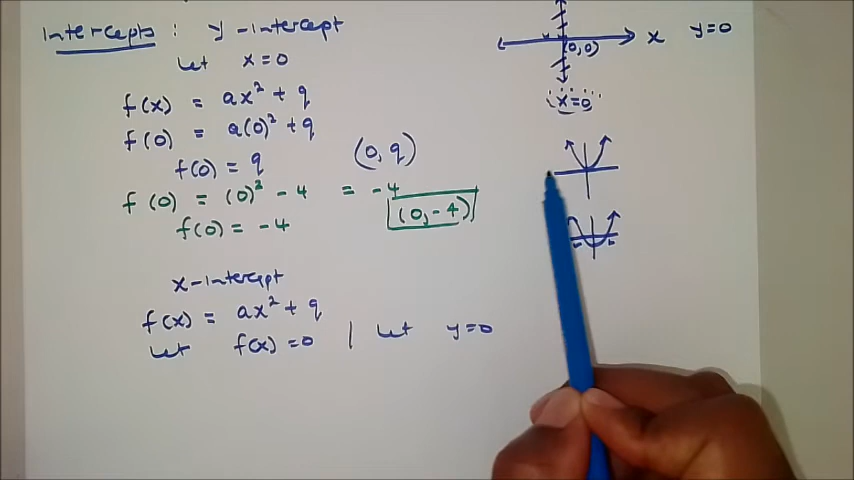 Intercepts : y-intercept
Let x=0
f(x) = ax² + q
f(0) = a(0)² + q
f(0) = q (0, q)
f(0) = (0)² - 4 = -4
f(0) = -4 (0, -4)
x-intercept
f(x) = ax² + q
Let f(x) = 0 | Let y=0
x y=0
(0,0)
x=0